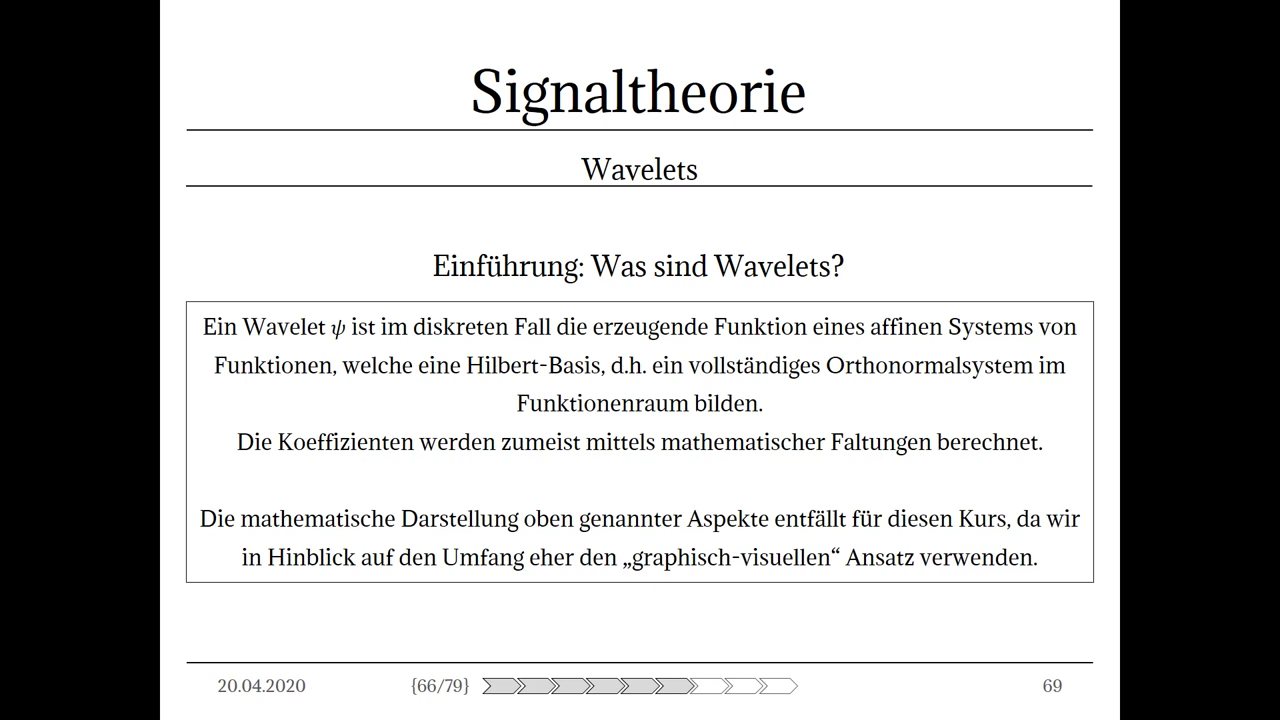 Signaltheorie
Wavelets
Einführung: Was sind Wavelets?
Ein Wavelet ψ ist im diskreten Fall die erzeugende Funktion eines affinen Systems von
Funktionen, welche eine Hilbert-Basis, d.h. ein vollständiges Orthonormalsystem im
Funktionenraum bilden.
Die Koeffizienten werden zumeist mittels mathematischer Faltungen berechnet.
Die mathematische Darstellung oben genannter Aspekte entfällt für diesen Kurs, da wir
in Hinblick auf den Umfang eher den „graphisch-visuellen“ Ansatz verwenden.
20.04.2020 {66/79} 69